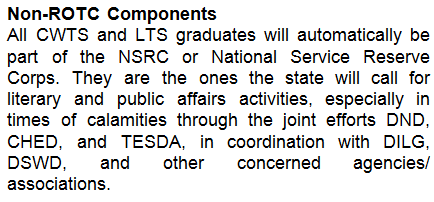 Non-ROTC Components
All CWTS and LTS graduates will automatically be
part of the NSRC or National Service Reserve
Corps. They are the ones the state will call for
literary and public affairs activities, especially in
times of calamities through the joint efforts DND,
CHED, and TESDA, in coordination with DILG,
DSWD, and other concerned agencies/
associations.